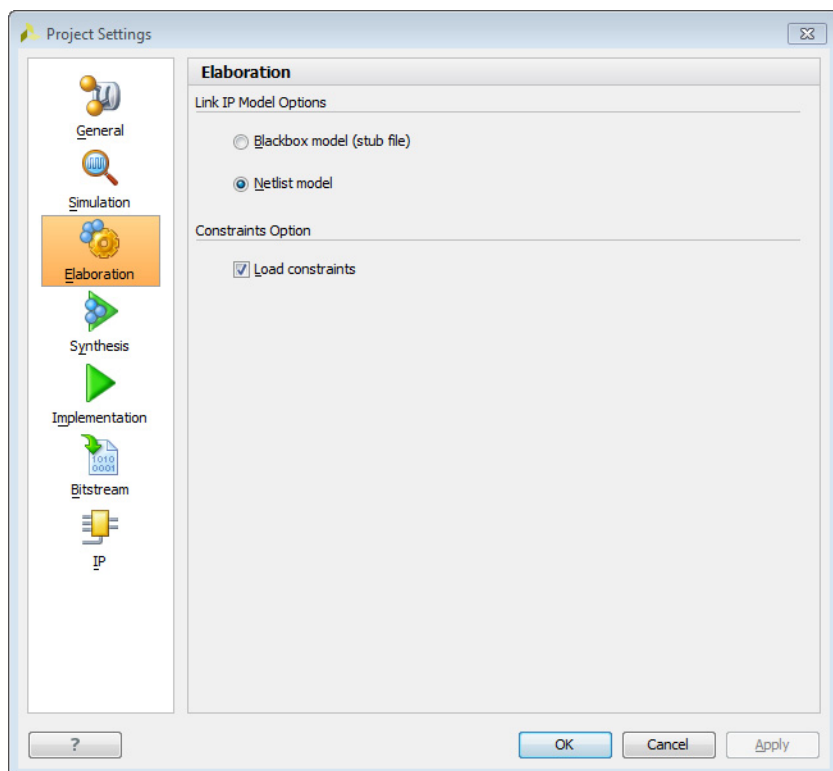 Project Settings
General
Simulation
Elaboration
Synthesis
Implementation
1010
0001
Bitstream
IP
Elaboration
Link IP Model Options
Blackbox model (stub file)
Netlist model
Constraints Option
Load constraints
?
OK
Cancel
Apply